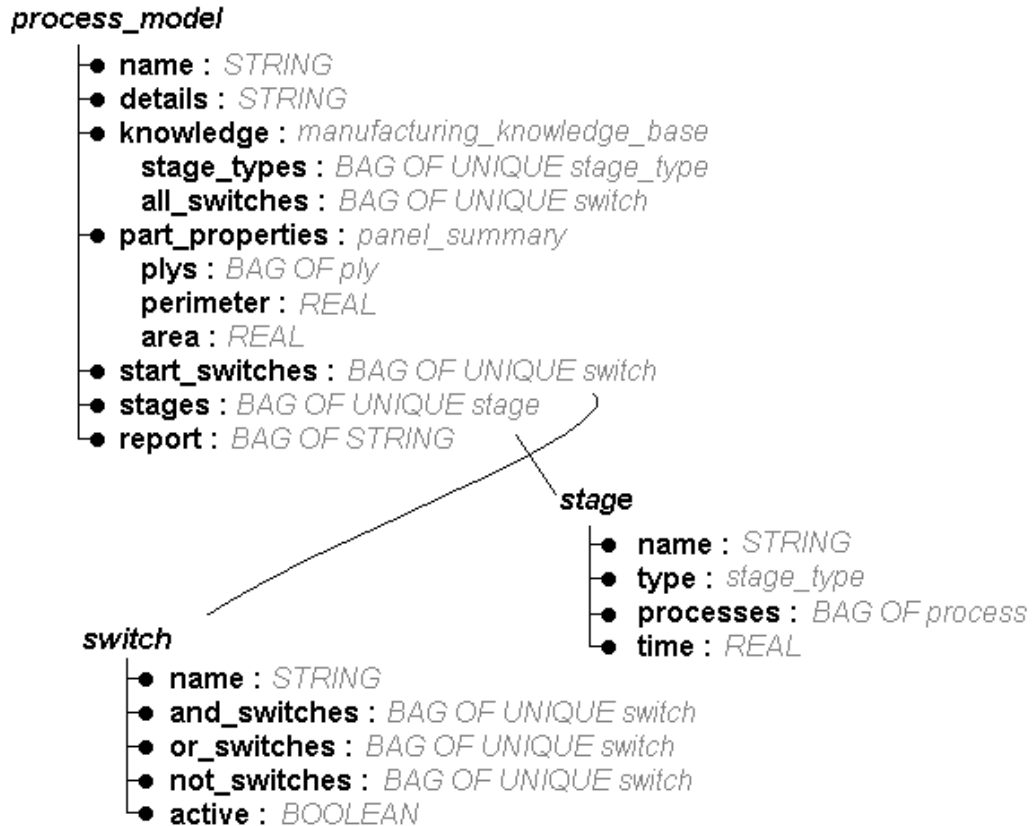 process_model
name : STRING
details : STRING
knowledge : manufacturing_knowledge_base
stage_types : BAG OF UNIQUE stage_type
all_switches : BAG OF UNIQUE switch
part_properties : panel_summary
plys : BAG OF ply
perimeter : REAL
area : REAL
start_switches : BAG OF UNIQUE switch
stages : BAG OF UNIQUE stage
report : BAG OF STRING
stage
name : STRING
type : stage_type
processes : BAG OF process
time : REAL
switch
name : STRING
and_switches : BAG OF UNIQUE switch
or_switches : BAG OF UNIQUE switch
not_switches : BAG OF UNIQUE switch
active : BOOLEAN